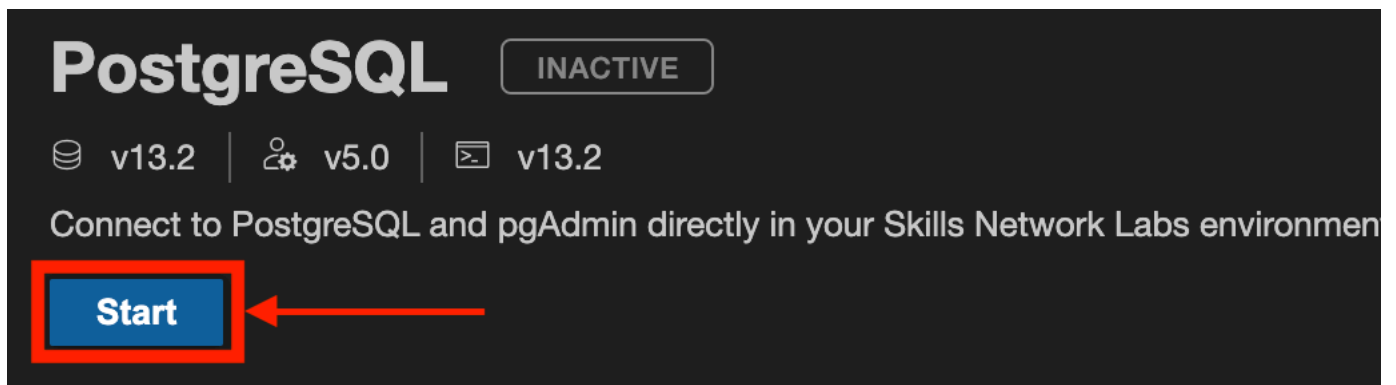 PostgreSQL INACTIVE
v13.2 v5.0 v13.2
Connect to PostgreSQL and pgAdmin directly in your Skills Network Labs environmen
Start